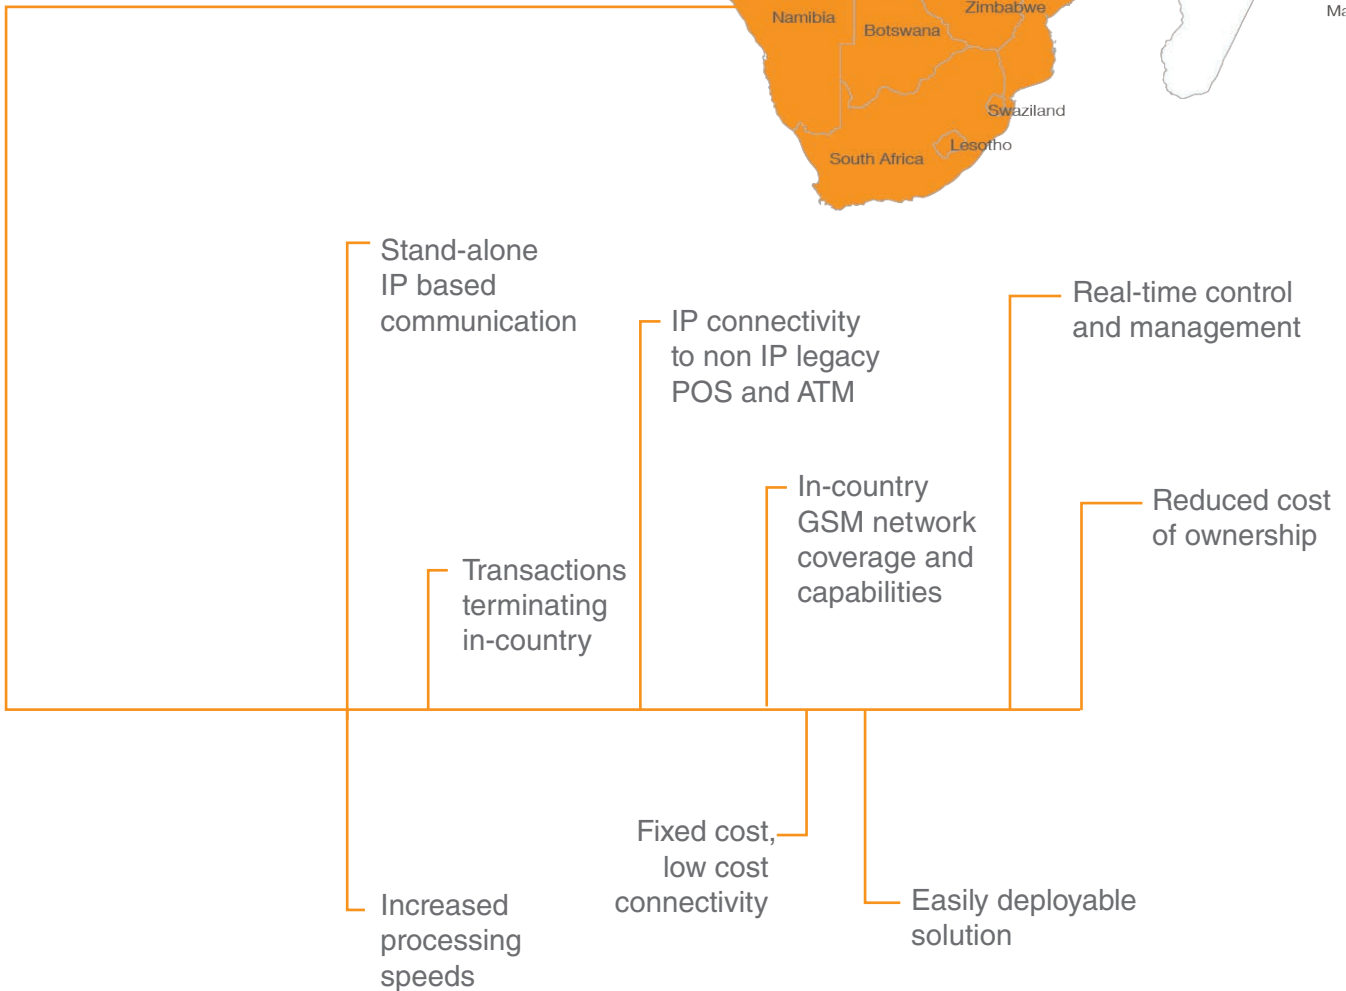 Namibia
Zimbabwe
Botswana
Swaziland
Lesotho
South Africa
Stand-alone
IP based
communication
IP connectivity
to non IP legacy
POS and ATM
Real-time control
and management
In-country
GSM network
coverage and
capabilities
Reduced cost
of ownership
Transactions
terminating
in-country
Fixed cost,
low cost
connectivity
Increased
processing
speeds
Easily deployable
solution